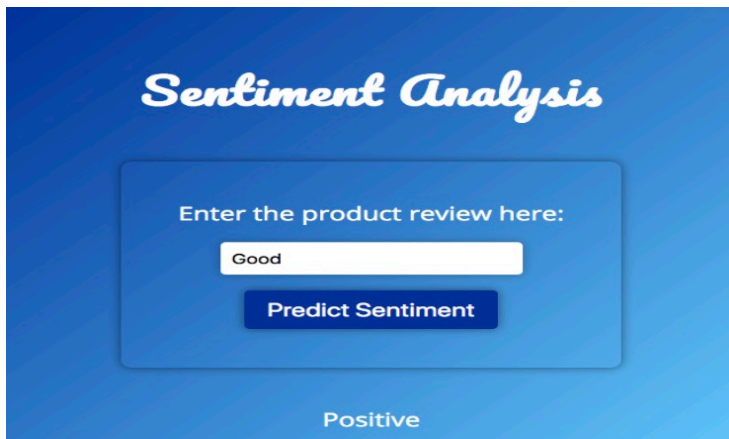 Sentiment Analysis
Enter the product review here:
Good
Predict Sentiment
Positive